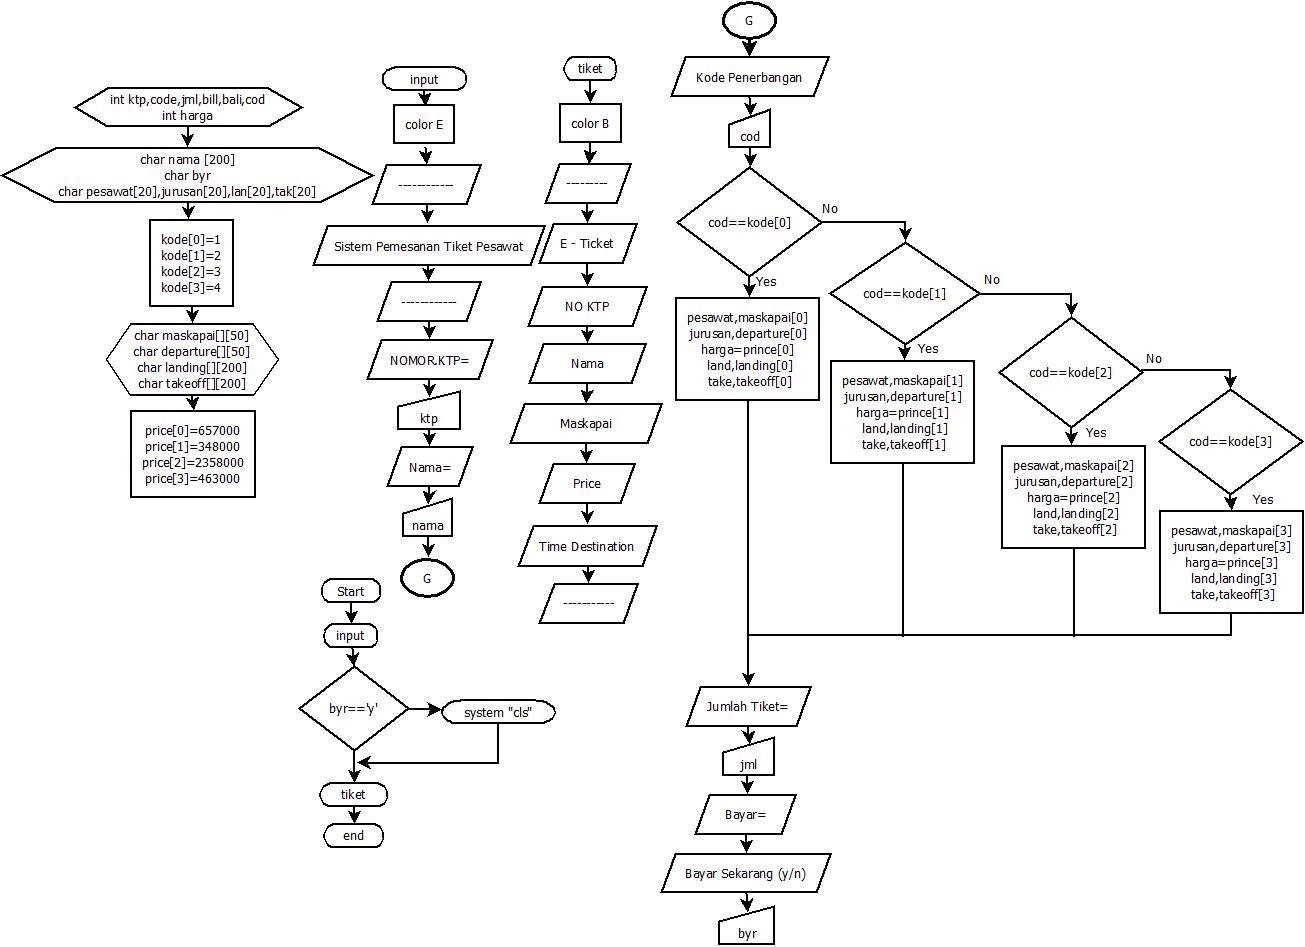 int ktp,code,jml,bill,bali,cod
int harga
char nama [200]
char byr
char pesawat[20],jurusan[20],lan[20],tak[20]
kode[0]=1
kode[1]=2
kode[2]=3
kode[3]=4
char maskapai[][50]
char departure[][50]
char landing[][200]
char takeoff[][200]
price[0]=657000
price[1]=348000
price[2]=2358000
price[3]=463000
input
color E
------------
Sistem Pemesanan Tiket Pesawat
------------
NOMOR.KTP=
ktp
Nama=
nama
G
Start
input
byr=='y'
system "cls"
tiket
end
tiket
color B
---------
E - Ticket
NO KTP
Nama
Maskapai
Price
Time Destination
-----------
G
Kode Penerbangan
cod
cod==kode[0]
No
Yes
pesawat,maskapai[0]
jurusan,departure[0]
harga=prince[0]
land,landing[0]
take,takeoff[0]
cod==kode[1]
No
Yes
pesawat,maskapai[1]
jurusan,departure[1]
harga=prince[1]
land,landing[1]
take,takeoff[1]
cod==kode[2]
No
Yes
pesawat,maskapai[2]
jurusan,departure[2]
harga=prince[2]
land,landing[2]
take,takeoff[2]
cod==kode[3]
Yes
pesawat,maskapai[3]
jurusan,departure[3]
harga=prince[3]
land,landing[3]
take,takeoff[3]
Jumlah Tiket=
jml
Bayar=
Bayar Sekarang (y/n)
byr